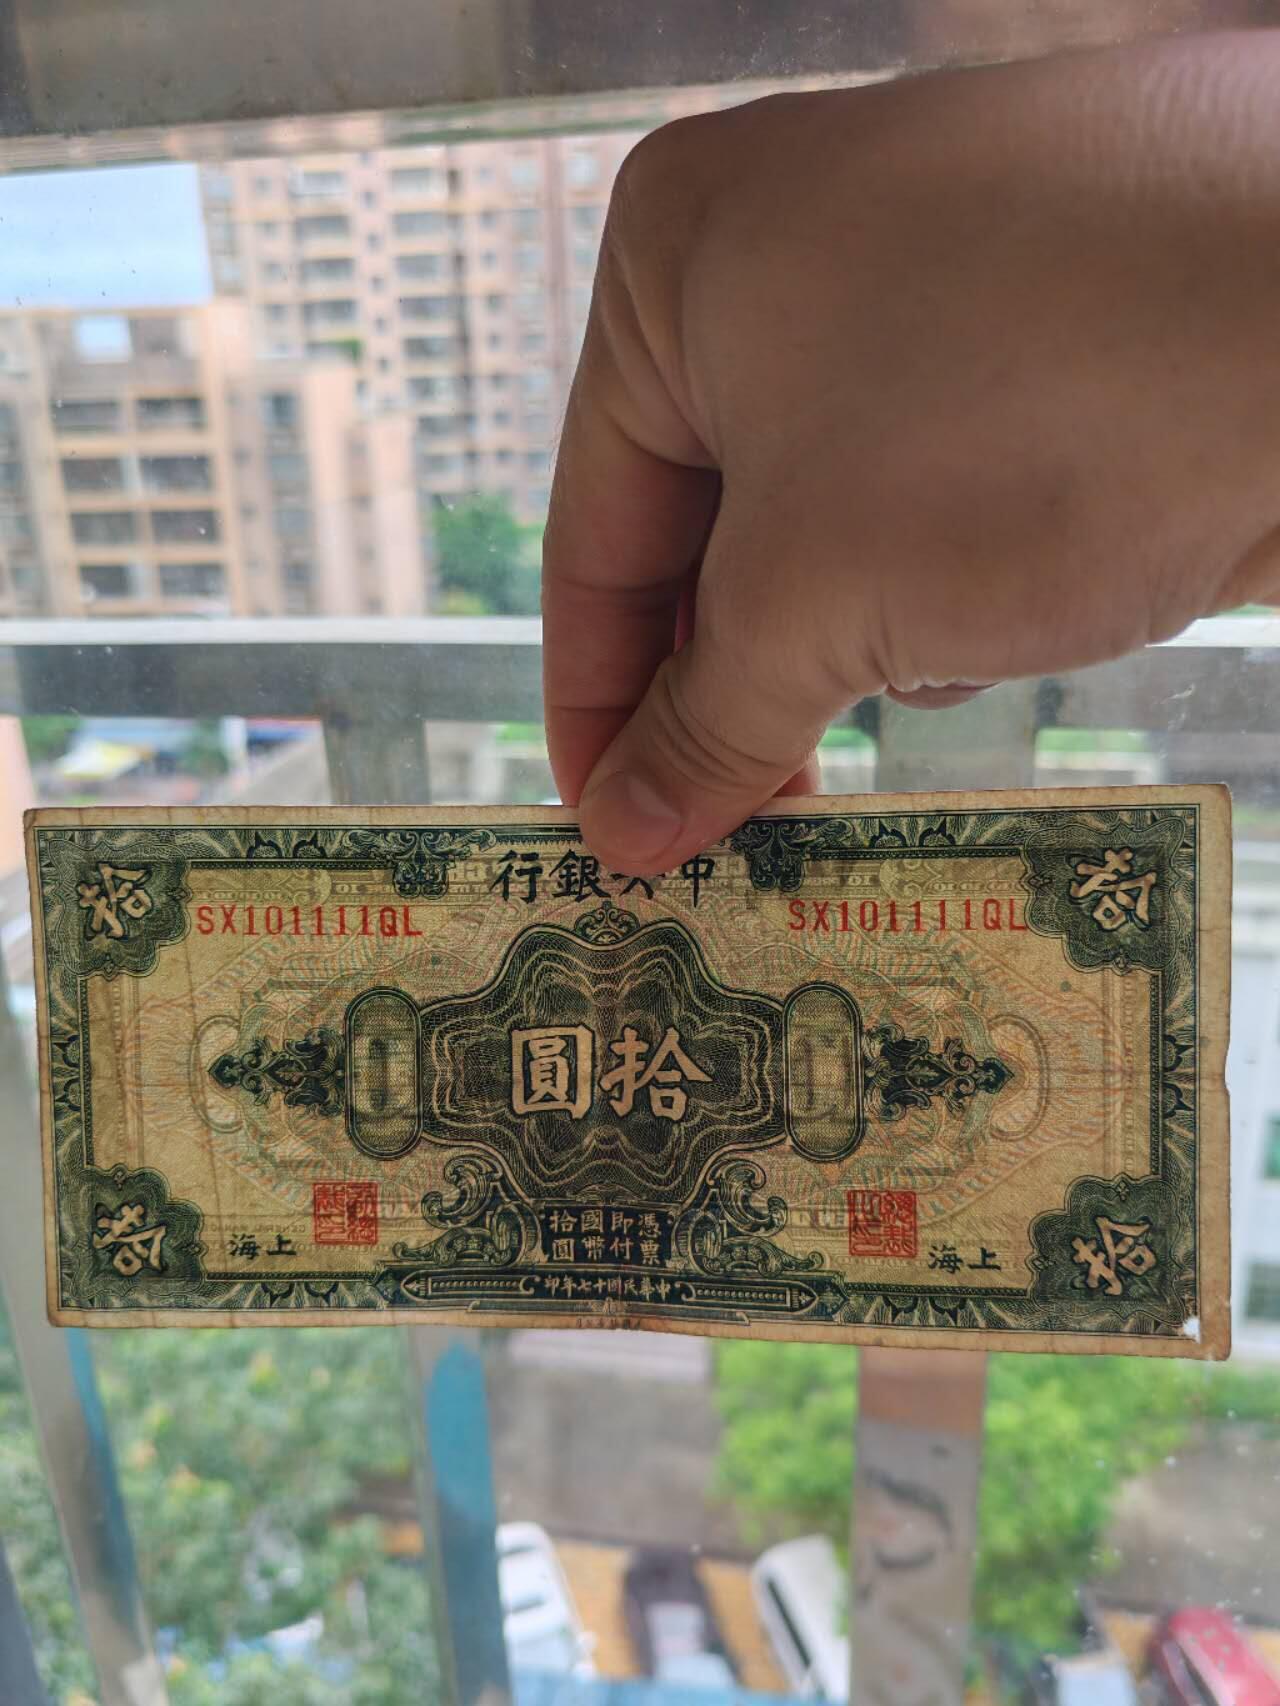 中央銀行
拾
拾
SX101111QL
SX101111QL
拾圓
憑票
即付
國幣
拾圓
上海
上海
拾
拾
中華民國十七年印